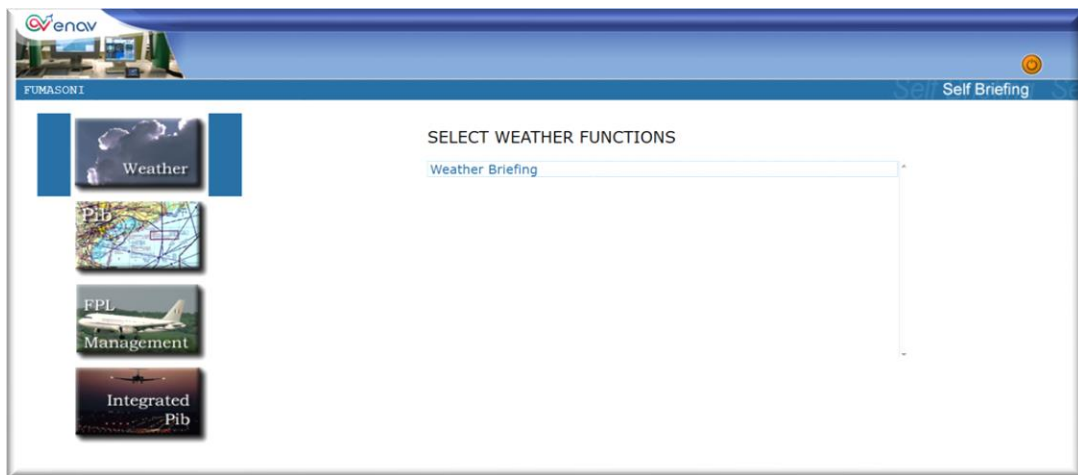 enav
FUMASONI
Self Briefing
SELECT WEATHER FUNCTIONS
Weather Briefing
Weather
Pib
FPL
Management
Integrated
Pib